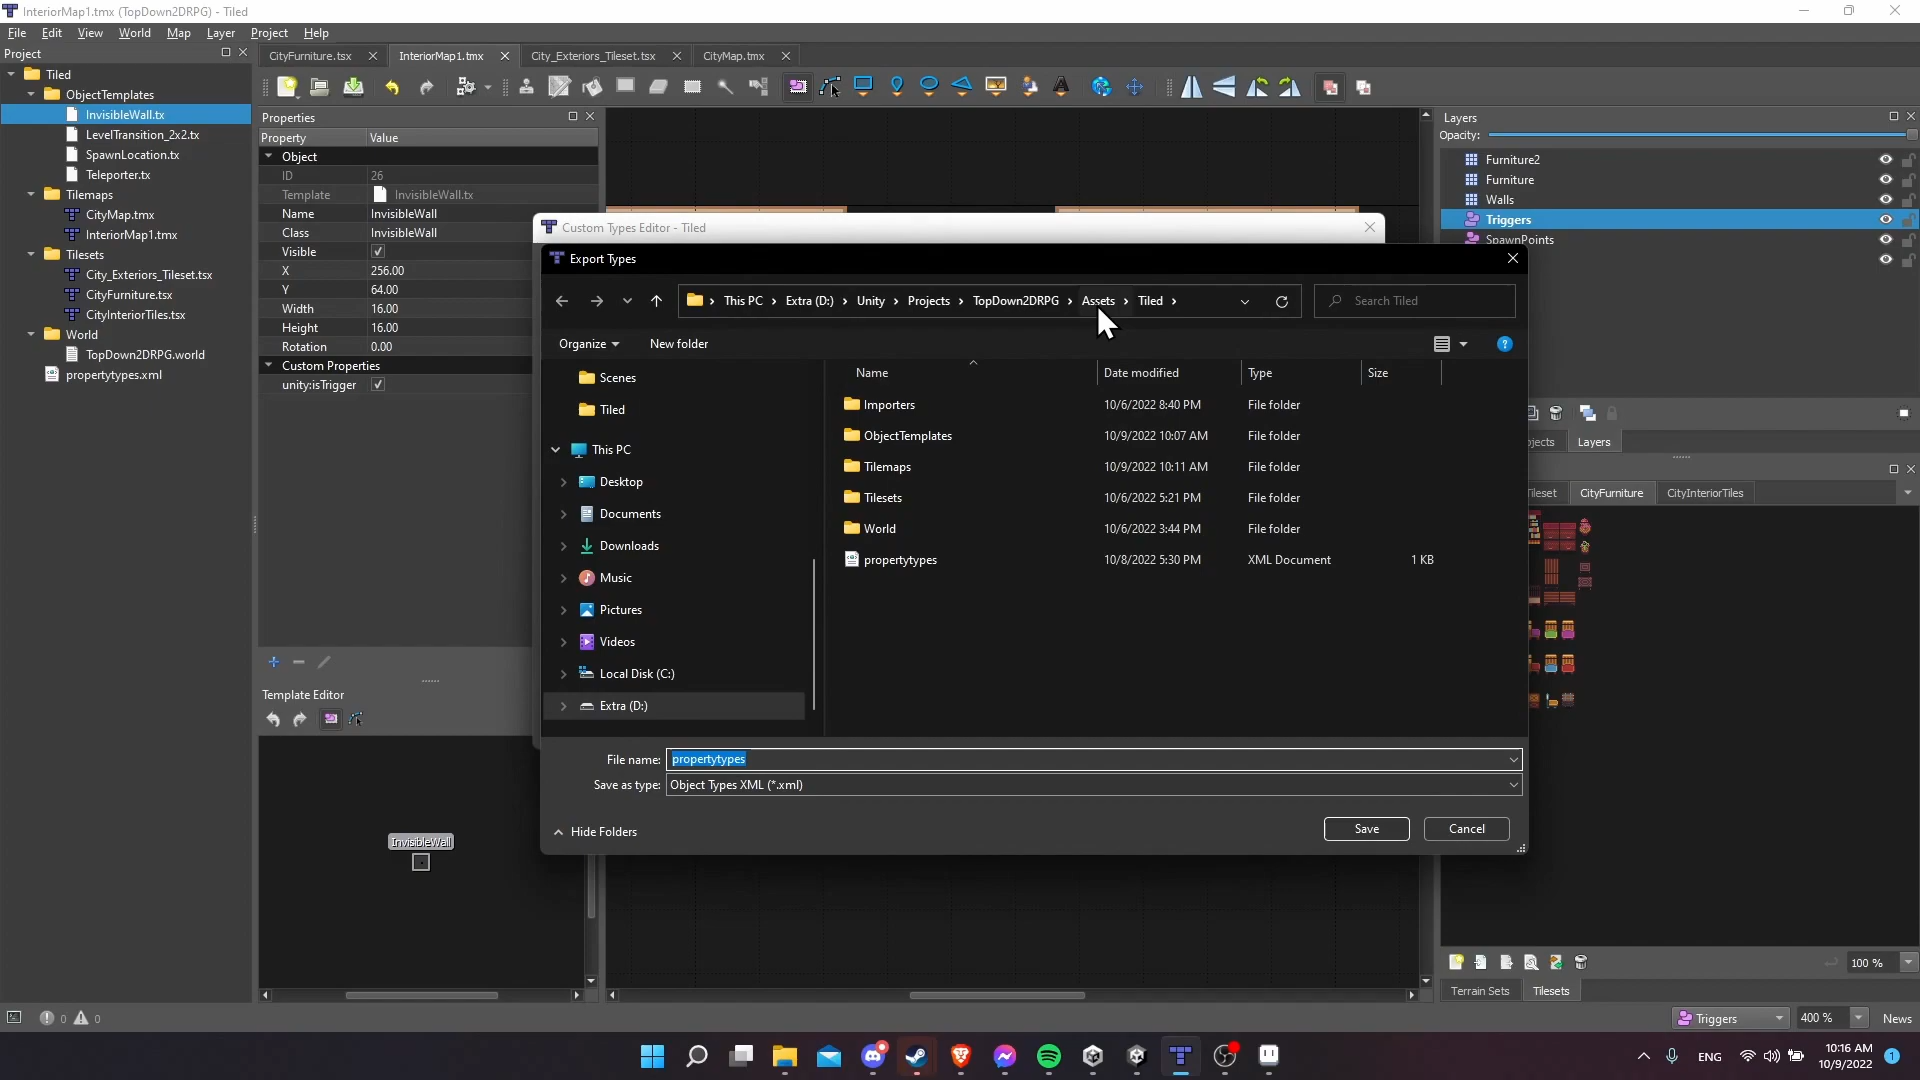 InteriorMap1.tmx (TopDown2DRPG) - Tiled
File Edit View World Map Layer Project Help
Project
CityFurniture.tsx
InteriorMap1.tmx
City_Exteriors_Tileset.tsx
CityMap.tmx
Tiled
ObjectTemplates
InvisibleWall.tx
LevelTransition_2x2.tx
SpawnLocation.tx
Teleporter.tx
Tilemaps
CityMap.tmx
InteriorMap1.tmx
Tilesets
City_Exteriors_Tileset.tsx
CityFurniture.tsx
CityInteriorTiles.tsx
World
TopDown2DRPG.world
propertytypes.xml
Properties
Property Value
Object
ID 26
Template InvisibleWall.tx
Name InvisibleWall
Class InvisibleWall
Visible
X 256.00
Y 64.00
Width 16.00
Height 16.00
Rotation 0.00
Custom Properties
unity:isTrigger
Template Editor
InvisibleWall
Custom Types Editor - Tiled
Export Types
This PC Extra (D:) Unity Projects TopDown2DRPG Assets Tiled
Search Tiled
Organize New folder
Scenes
Tiled
This PC
Desktop
Documents
Downloads
Music
Pictures
Videos
Local Disk (C:)
Extra (D:)
Name Date modified Type Size
Importers 10/6/2022 8:40 PM File folder
ObjectTemplates 10/9/2022 10:07 AM File folder
Tilemaps 10/9/2022 10:11 AM File folder
Tilesets 10/6/2022 5:21 PM File folder
World 10/6/2022 3:44 PM File folder
propertytypes 10/8/2022 5:30 PM XML Document 1 KB
File name: propertytypes
Save as type: Object Types XML (*.xml)
Hide Folders
Save
Cancel
Layers
Opacity:
Furniture2
Furniture
Walls
Triggers
SpawnPoints
Layers
CityFurniture
CityInteriorTiles
100 %
Terrain Sets
Tilesets
0 0
Triggers
400 %
News
ENG
10:16 AM
10/9/2022
1